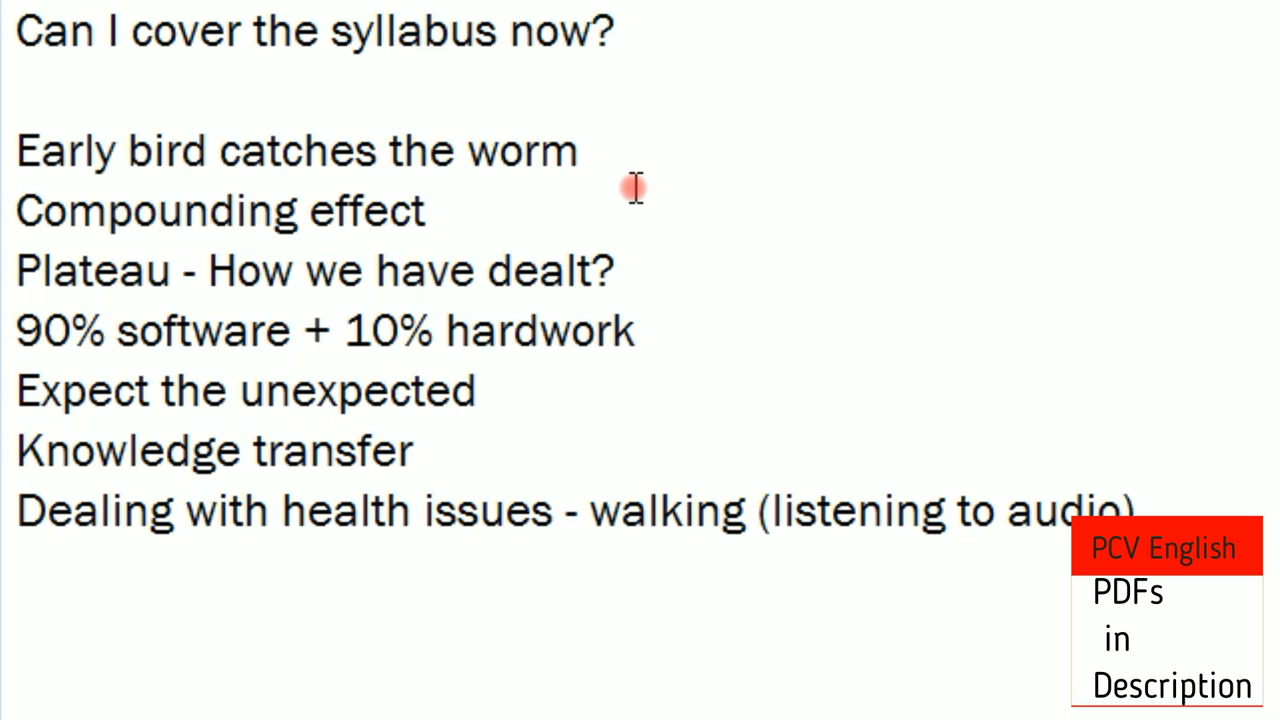 Can I cover the syllabus now?
Early bird catches the worm
Compounding effect
Plateau - How we have dealt?
90% software + 10% hardwork
Expect the unexpected
Knowledge transfer
Dealing with health issues - walking (listening to audio)
PCV English
PDFs
in
Description